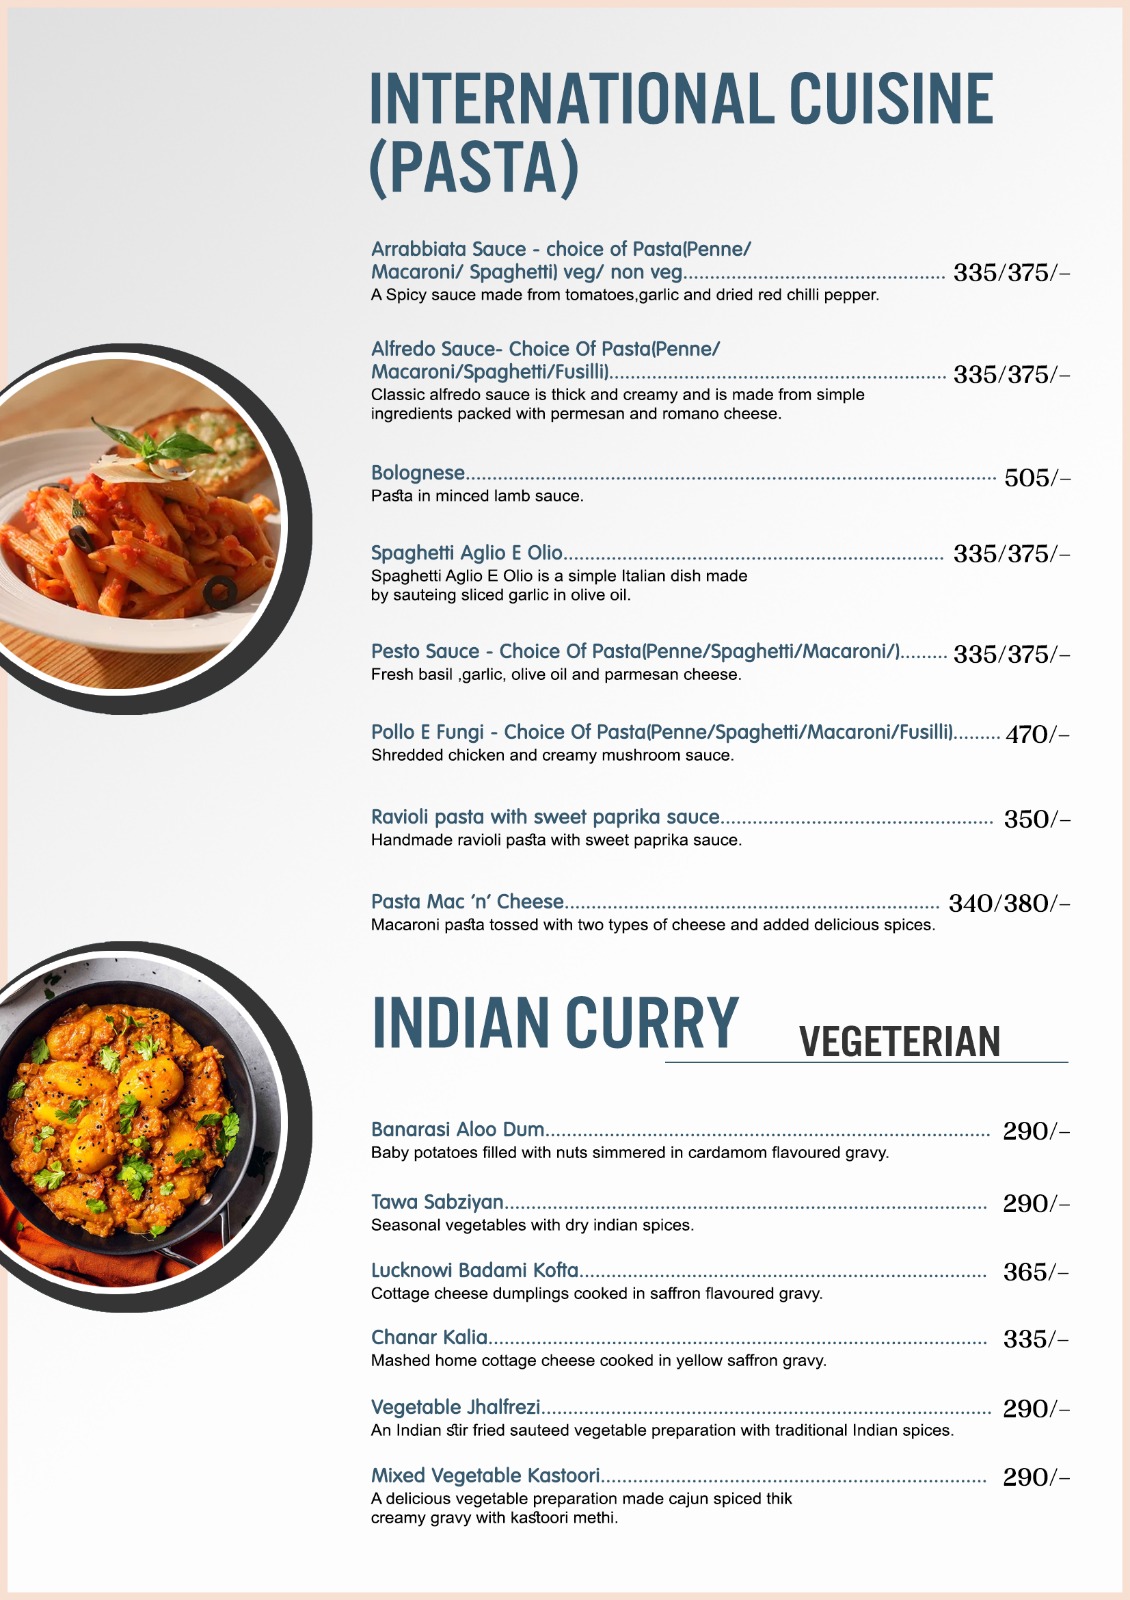 INTERNATIONAL CUISINE
(PASTA)
Arrabbiata Sauce - choice of Pasta(Penne/
Macaroni/ Spaghetti) veg/ non veg................................................ 335/375/–
A Spicy sauce made from tomatoes,garlic and dried red chilli pepper.
Alfredo Sauce- Choice Of Pasta(Penne/
Macaroni/Spaghetti/Fusilli)............................................................. 335/375/–
Classic alfredo sauce is thick and creamy and is made from simple
ingredients packed with permesan and romano cheese.
Bolognese................................................................................................ 505/–
Pasta in minced lamb sauce.
Spaghetti Aglio E Olio..................................................................... 335/375/–
Spaghetti Aglio E Olio is a simple Italian dish made
by sauteing sliced garlic in olive oil.
Pesto Sauce - Choice Of Pasta(Penne/Spaghetti/Macaroni/)........ 335/375/–
Fresh basil ,garlic, olive oil and parmesan cheese.
Pollo E Fungi - Choice Of Pasta(Penne/Spaghetti/Macaroni/Fusilli)......... 470/–
Shredded chicken and creamy mushroom sauce.
Ravioli pasta with sweet paprika sauce.................................................. 350/–
Handmade ravioli pasta with sweet paprika sauce.
Pasta Mac ’n’ Cheese.................................................................... 340/380/–
Macaroni pasta tossed with two types of cheese and added delicious spices.
INDIAN CURRY
VEGETERIAN
Banarasi Aloo Dum................................................................................. 290/–
Baby potatoes filled with nuts simmered in cardamom flavoured gravy.
Tawa Sabziyan........................................................................................ 290/–
Seasonal vegetables with dry indian spices.
Lucknowi Badami Kofta.......................................................................... 365/–
Cottage cheese dumplings cooked in saffron flavoured gravy.
Chanar Kalia........................................................................................... 335/–
Mashed home cottage cheese cooked in yellow saffron gravy.
Vegetable Jhalfrezi.................................................................................. 290/–
An Indian stir fried sauteed vegetable preparation with traditional Indian spices.
Mixed Vegetable Kastoori...................................................................... 290/–
A delicious vegetable preparation made cajun spiced thik
creamy gravy with kastoori methi.